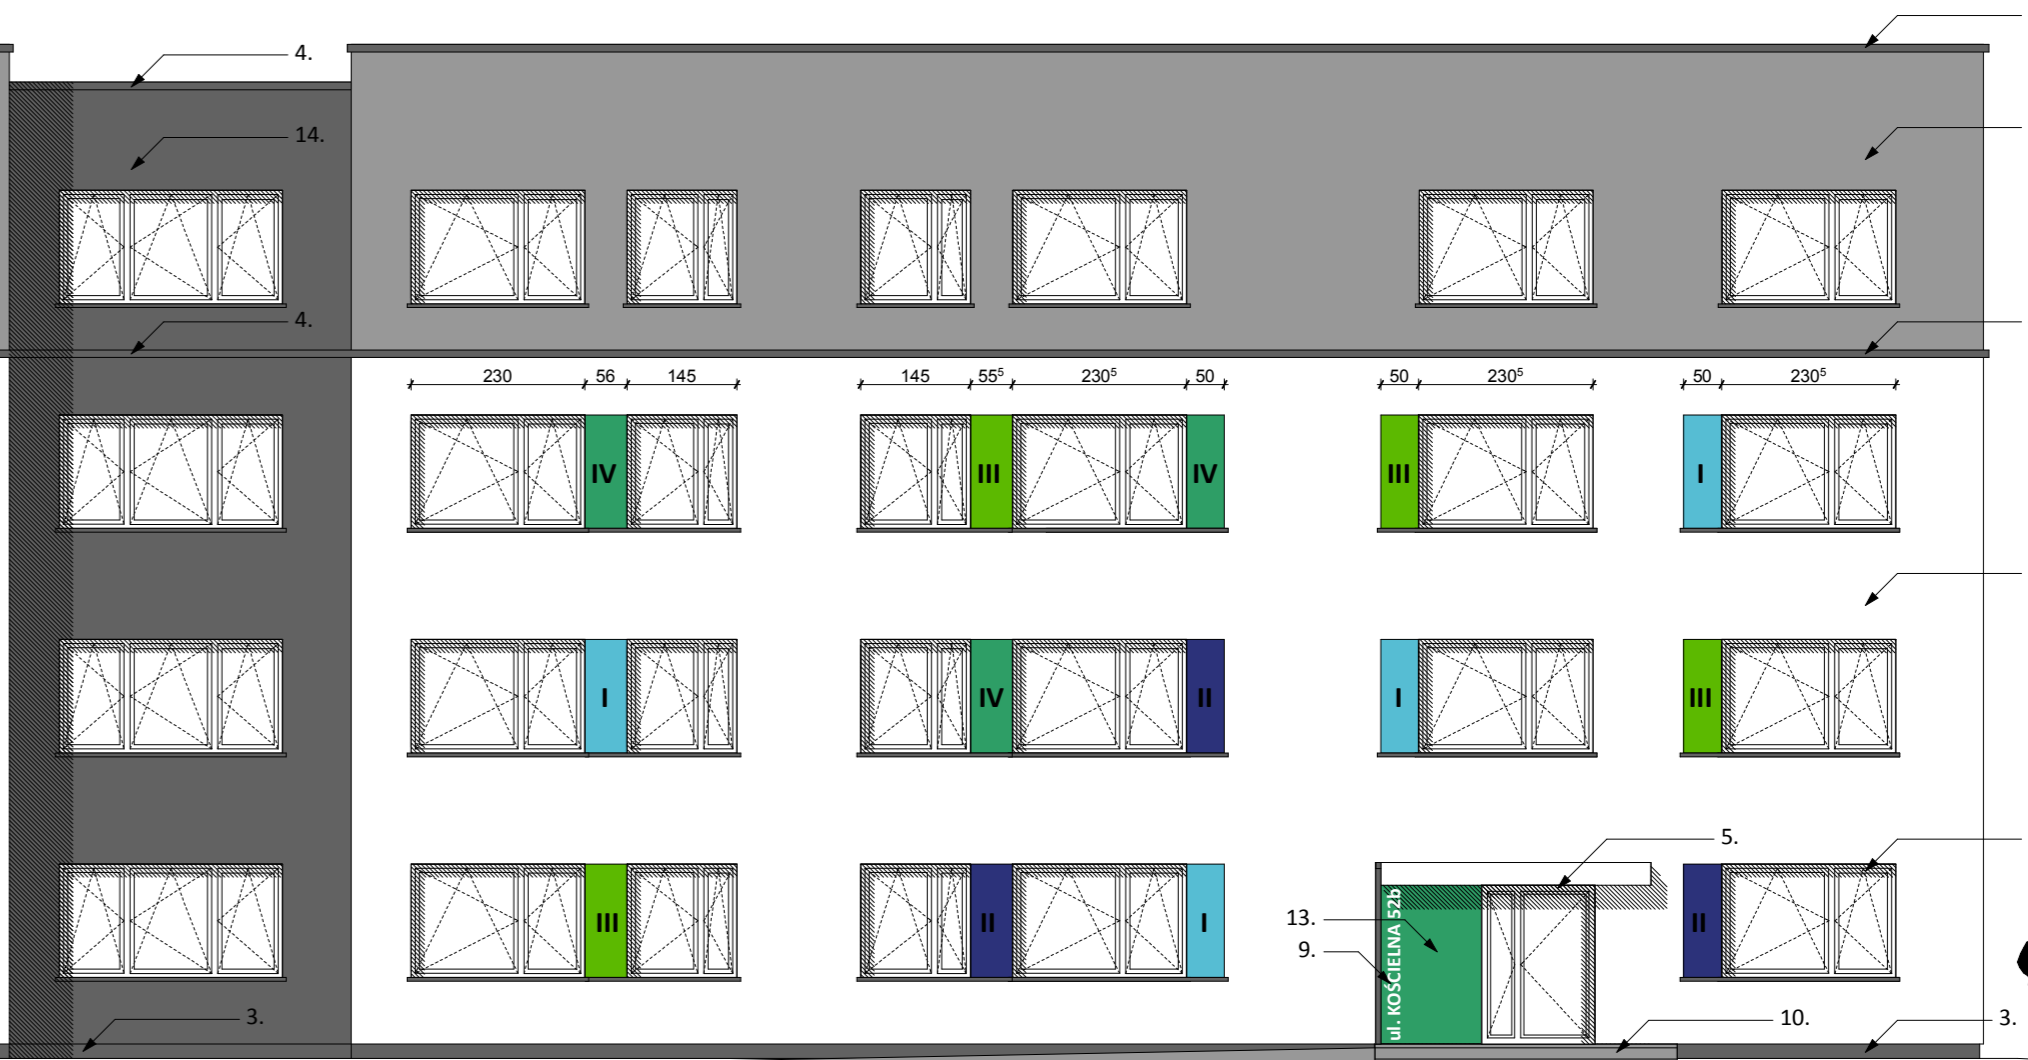 4.
14.
4.
230 56 145 145 55⁵ 230⁵ 50 50 230⁵ 50 230⁵
IV III IV III I
I IV II I III
5.
III II I II
13.
9.
ul. KOŚCIELNA 52b
3. 10. 3.